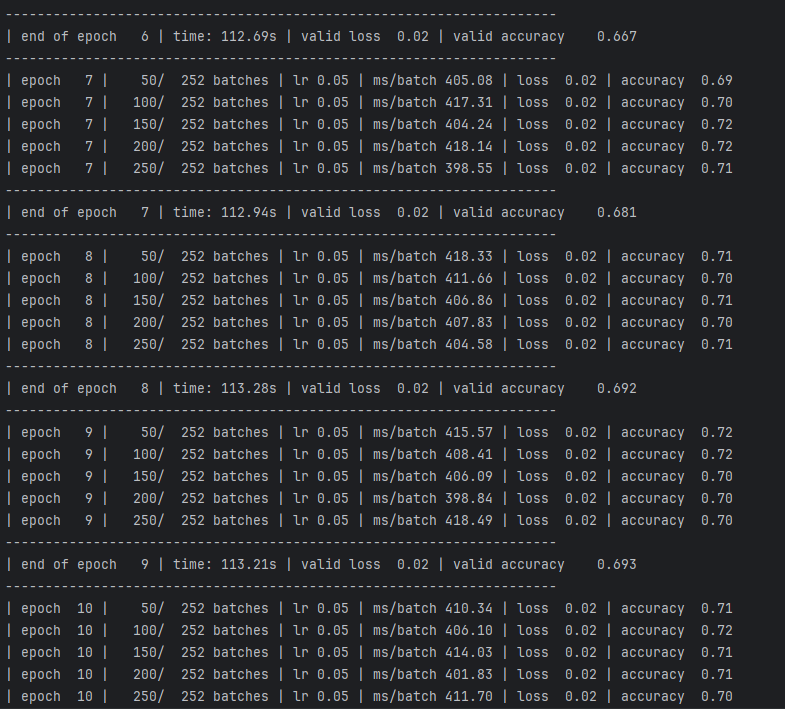 ---------------------------------------------------------------------
| end of epoch   6 | time: 112.69s | valid loss  0.02 | valid accuracy    0.667
---------------------------------------------------------------------
| epoch   7 |    50/  252 batches | lr 0.05 | ms/batch 405.08 | loss  0.02 | accuracy  0.69
| epoch   7 |   100/  252 batches | lr 0.05 | ms/batch 417.31 | loss  0.02 | accuracy  0.70
| epoch   7 |   150/  252 batches | lr 0.05 | ms/batch 404.24 | loss  0.02 | accuracy  0.72
| epoch   7 |   200/  252 batches | lr 0.05 | ms/batch 418.14 | loss  0.02 | accuracy  0.72
| epoch   7 |   250/  252 batches | lr 0.05 | ms/batch 398.55 | loss  0.02 | accuracy  0.71
---------------------------------------------------------------------
| end of epoch   7 | time: 112.94s | valid loss  0.02 | valid accuracy    0.681
---------------------------------------------------------------------
| epoch   8 |    50/  252 batches | lr 0.05 | ms/batch 418.33 | loss  0.02 | accuracy  0.71
| epoch   8 |   100/  252 batches | lr 0.05 | ms/batch 411.66 | loss  0.02 | accuracy  0.70
| epoch   8 |   150/  252 batches | lr 0.05 | ms/batch 406.86 | loss  0.02 | accuracy  0.71
| epoch   8 |   200/  252 batches | lr 0.05 | ms/batch 407.83 | loss  0.02 | accuracy  0.70
| epoch   8 |   250/  252 batches | lr 0.05 | ms/batch 404.58 | loss  0.02 | accuracy  0.71
---------------------------------------------------------------------
| end of epoch   8 | time: 113.28s | valid loss  0.02 | valid accuracy    0.692
---------------------------------------------------------------------
| epoch   9 |    50/  252 batches | lr 0.05 | ms/batch 415.57 | loss  0.02 | accuracy  0.72
| epoch   9 |   100/  252 batches | lr 0.05 | ms/batch 408.41 | loss  0.02 | accuracy  0.72
| epoch   9 |   150/  252 batches | lr 0.05 | ms/batch 406.09 | loss  0.02 | accuracy  0.70
| epoch   9 |   200/  252 batches | lr 0.05 | ms/batch 398.84 | loss  0.02 | accuracy  0.70
| epoch   9 |   250/  252 batches | lr 0.05 | ms/batch 418.49 | loss  0.02 | accuracy  0.70
---------------------------------------------------------------------
| end of epoch   9 | time: 113.21s | valid loss  0.02 | valid accuracy    0.693
---------------------------------------------------------------------
| epoch  10 |    50/  252 batches | lr 0.05 | ms/batch 410.34 | loss  0.02 | accuracy  0.71
| epoch  10 |   100/  252 batches | lr 0.05 | ms/batch 406.10 | loss  0.02 | accuracy  0.72
| epoch  10 |   150/  252 batches | lr 0.05 | ms/batch 414.03 | loss  0.02 | accuracy  0.71
| epoch  10 |   200/  252 batches | lr 0.05 | ms/batch 401.83 | loss  0.02 | accuracy  0.71
| epoch  10 |   250/  252 batches | lr 0.05 | ms/batch 411.70 | loss  0.02 | accuracy  0.70